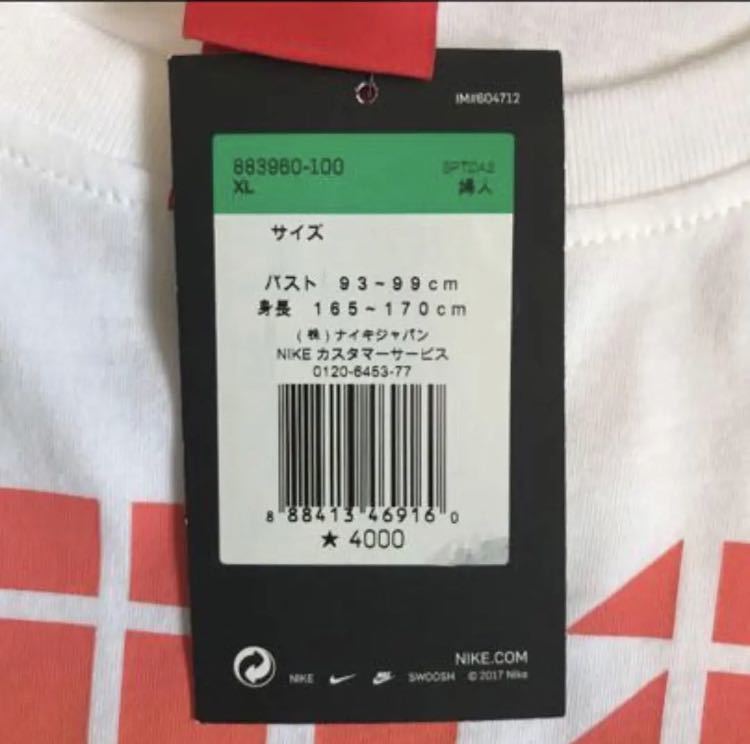 IM#604712
883960-100
XL
婦人
サイズ
バスト 93~99cm
身長 165~170cm
(株)ナイキジャパン
NIKE カスタマーサービス
0120-6453-77
8 88413 46916 0
★ 4000
NIKE.COM
NIKE SWOOSH © 2017 Nike